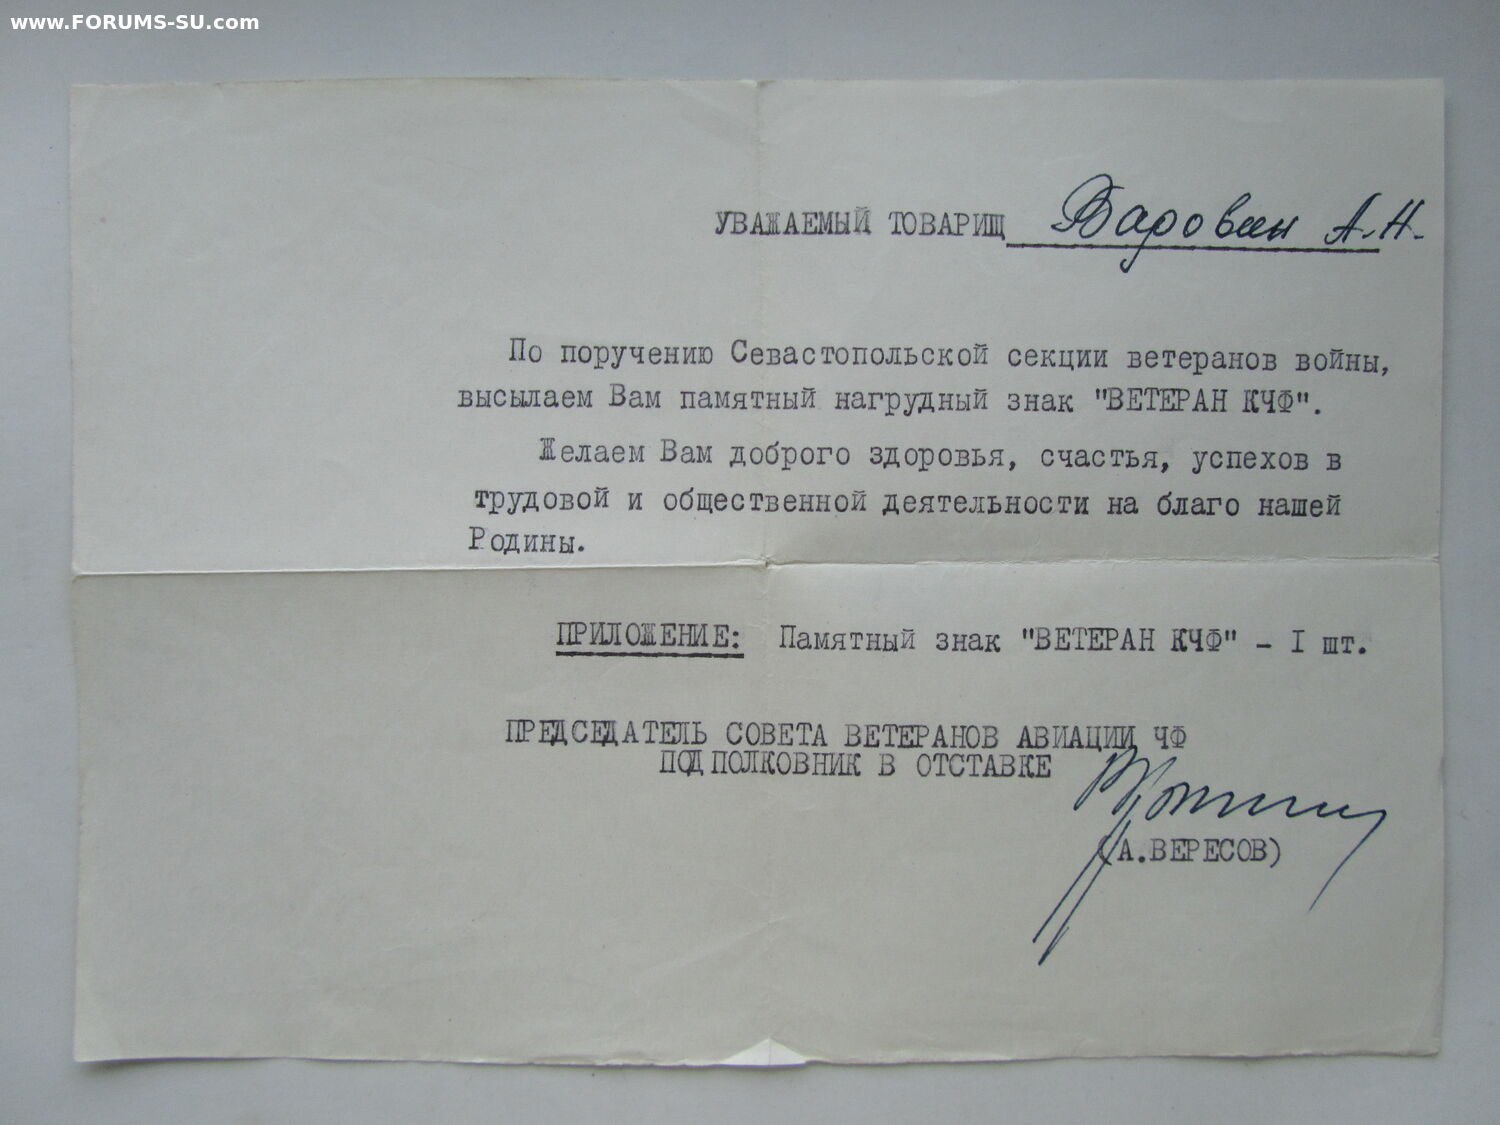 www.FORUMS-SU.com
УВАЖАЕМЫЙ ТОВАРИЩ А.Н.
По поручению Севастопольской секции ветеранов войны,
высылаем Вам памятный нагрудный знак "ВЕТЕРАН КЧФ".
Желаем Вам доброго здоровья, счастья, успехов в
трудовой и общественной деятельности на благо нашей
Родины.
ПРИЛОЖЕНИЕ: Памятный знак "ВЕТЕРАН КЧФ" - I шт.
ПРЕДСЕДАТЕЛЬ СОВЕТА ВЕТЕРАНОВ АВИАЦИИ ЧФ
ПОДПОЛКОВНИК В ОТСТАВКЕ
(А.ВЕРЕСОВ)